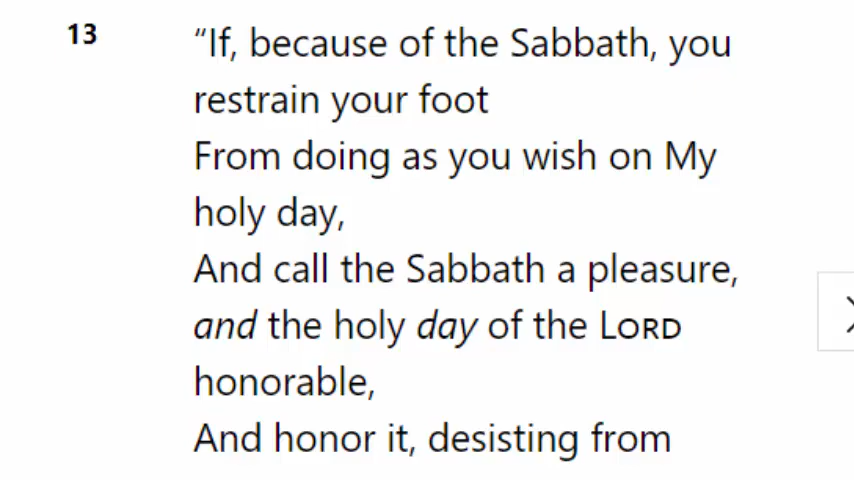 13 “If, because of the Sabbath, you
restrain your foot
From doing as you wish on My
holy day,
And call the Sabbath a pleasure,
and the holy day of the LORD
honorable,
And honor it, desisting from